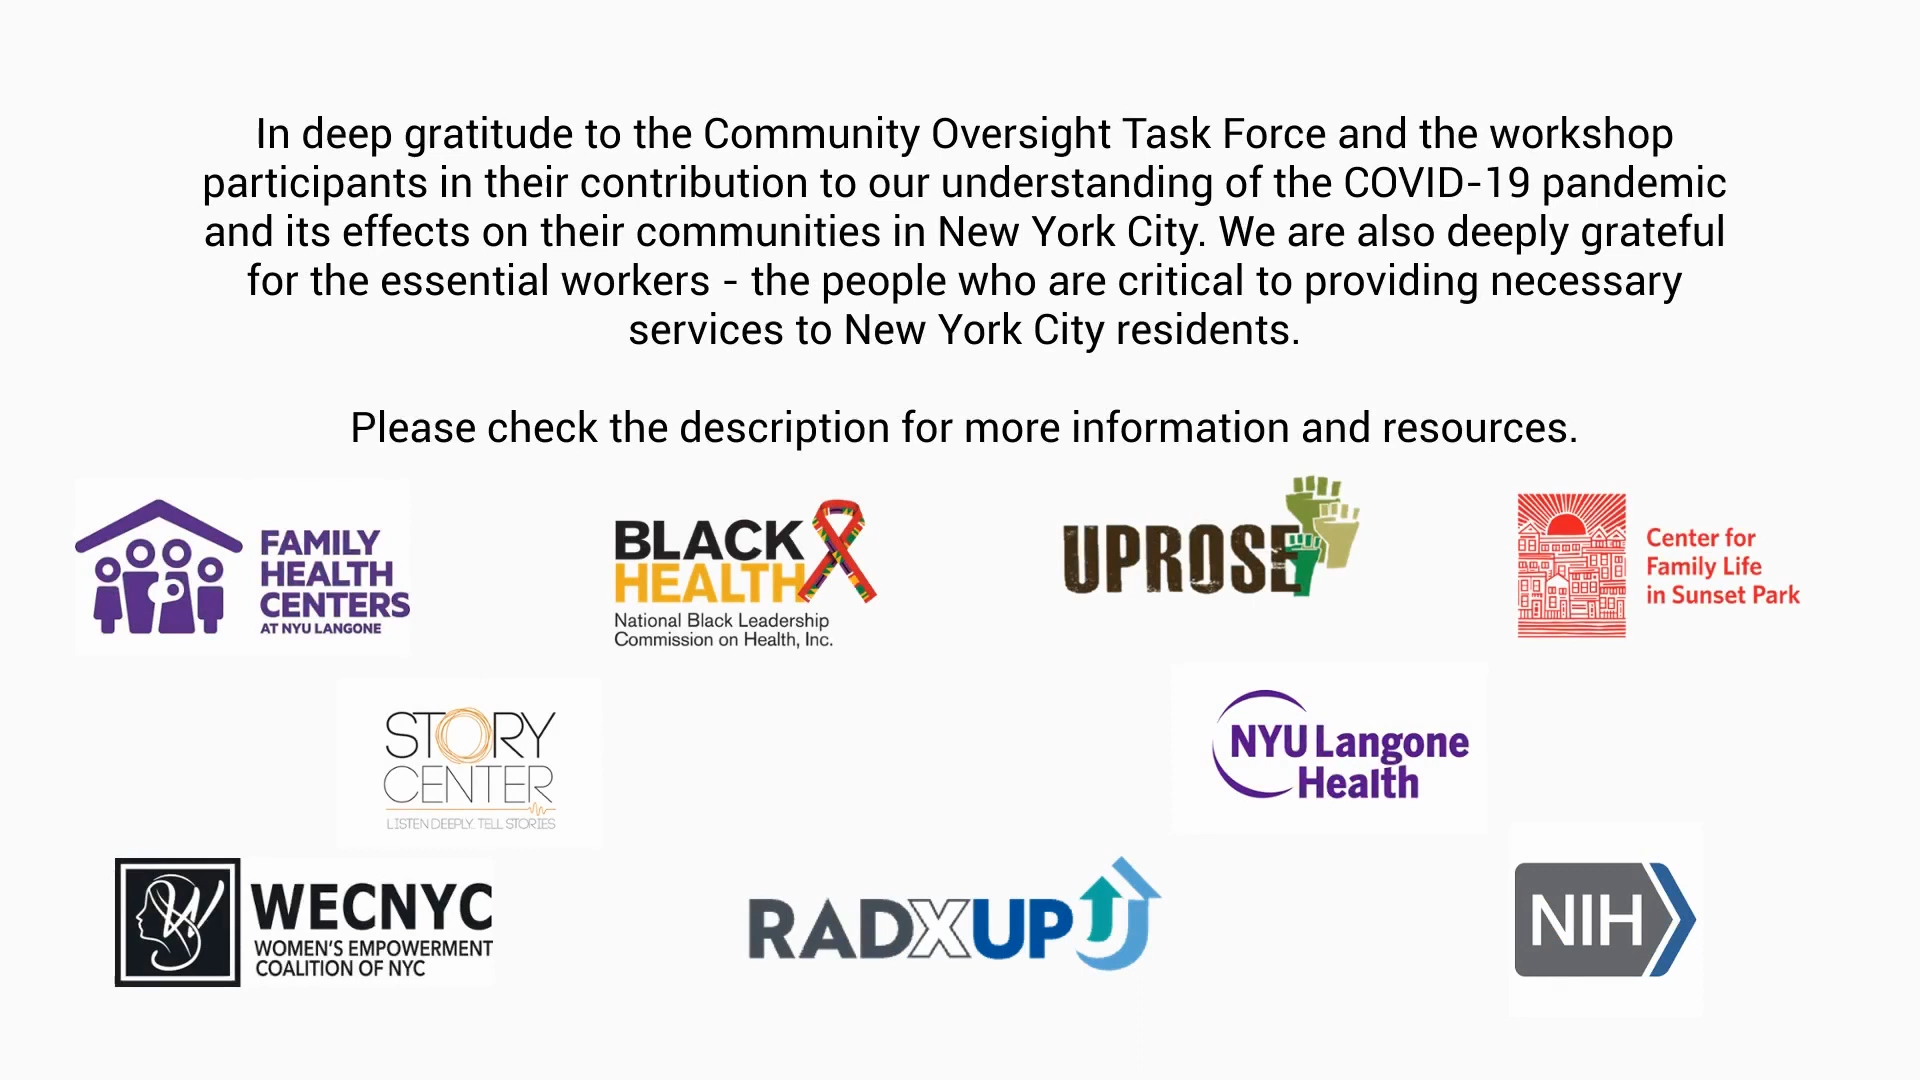 In deep gratitude to the Community Oversight Task Force and the workshop
participants in their contribution to our understanding of the COVID-19 pandemic
and its effects on their communities in New York City. We are also deeply grateful
for the essential workers - the people who are critical to providing necessary
services to New York City residents.
Please check the description for more information and resources.
FAMILY
HEALTH
CENTERS
AT NYU LANGONE
BLACK
HEALTH
National Black Leadership
Commission on Health, Inc.
UPROSE
Center for
Family Life
in Sunset Park
STORY
CENTER
LISTEN DEEPLY. TELL STORIES
NYU Langone
Health
WECNYC
WOMEN'S EMPOWERMENT
COALITION OF NYC
RADXUP
NIH